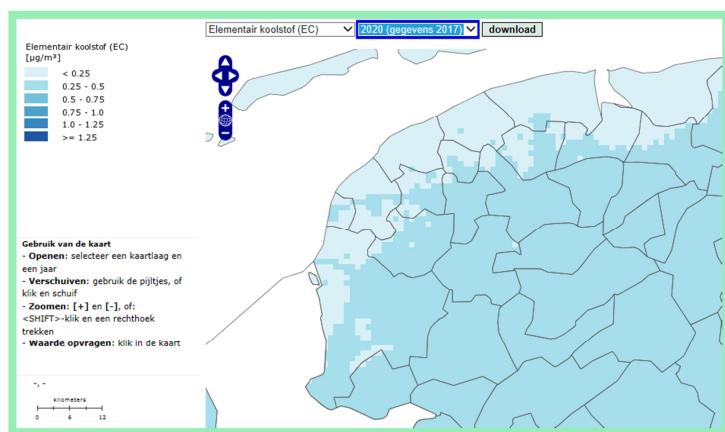 Elementair koolstof (EC) 2020 (gegevens 2017) download
Elementair koolstof (EC)
[µg/m³]
< 0.25
0.25 - 0.5
0.5 - 0.75
0.75 - 1.0
1.0 - 1.25
>= 1.25
Gebruik van de kaart
- Openen: selecteer een kaartlaag en
een jaar
- Verschuiven: gebruik de pijltjes, of
klik en schuif
- Zoomen: [+] en [-], of:
<SHIFT>-klik en een rechthoek
trekken
- Waarde opvragen: klik in de kaart
-, -
kilometers
0 6 12